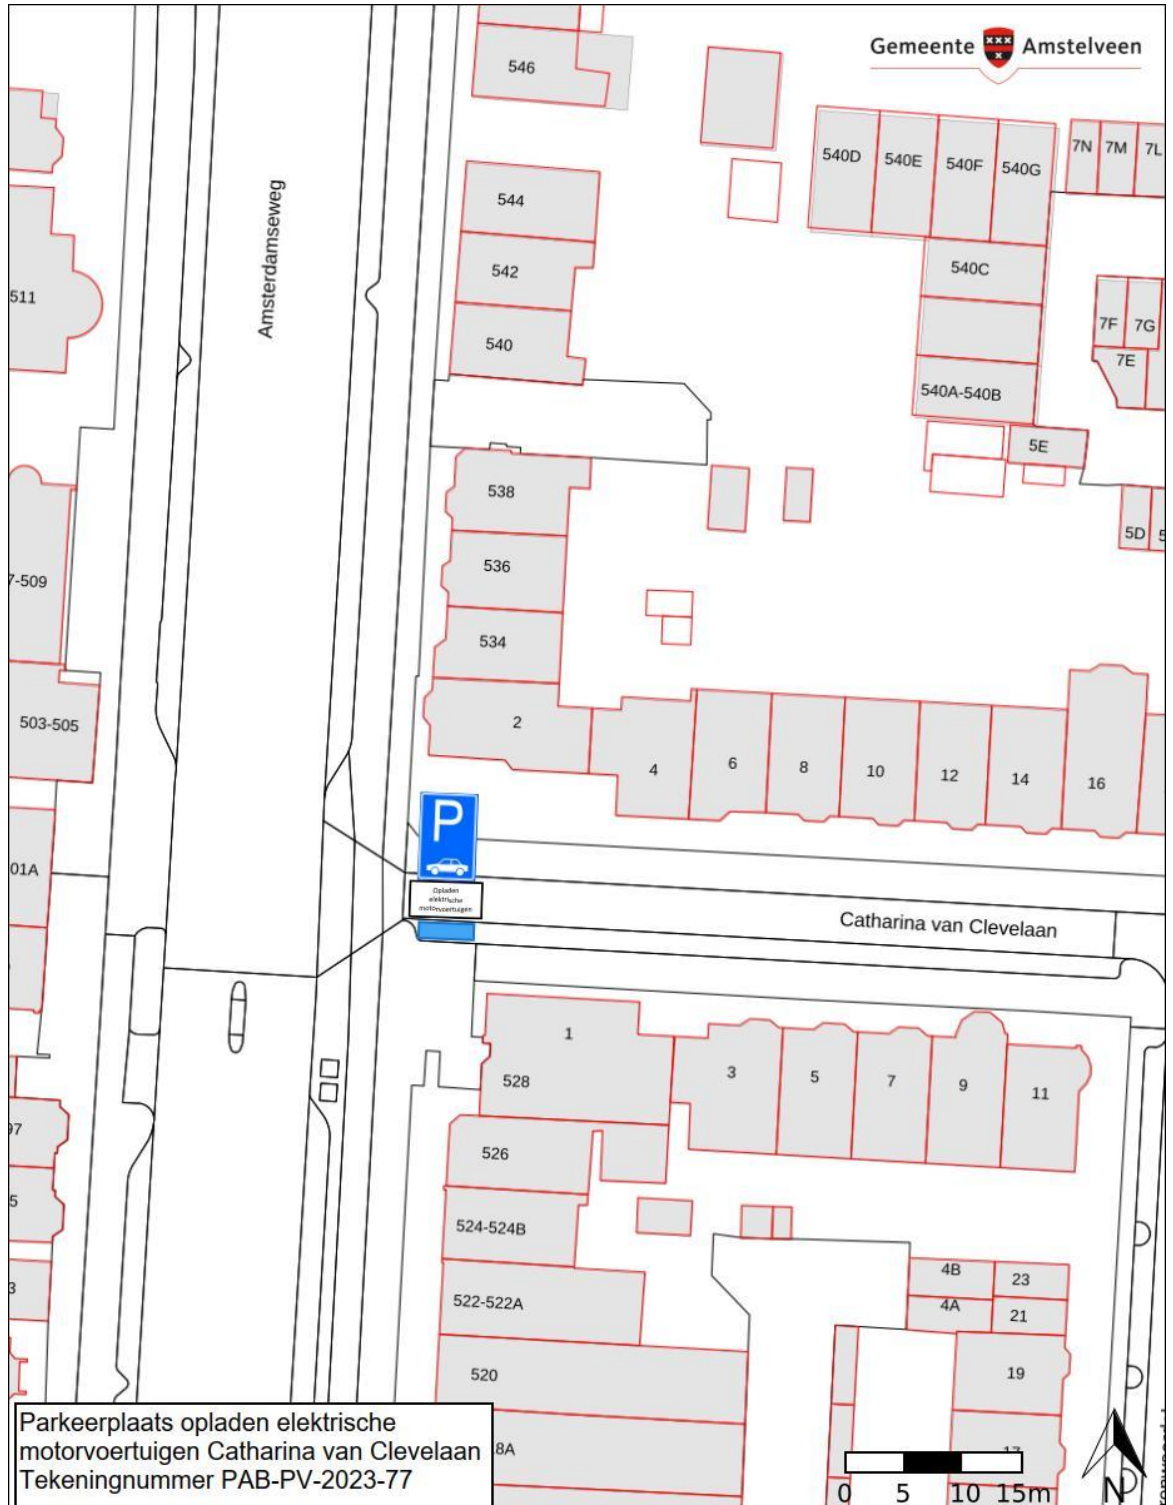 Gemeente Amstelveen
546
540D
540E
540F
540G
7N
7M
7L
544
Amsterdamseweg
542
540C
511
7F
7G
540
7E
540A-540B
5E
538
5D
536
7-509
534
503-505
2
4
6
8
10
12
14
16
P
01A
Opladen
elektrische
motorvoertuigen
Catharina van Clevelaan
1
528
3
5
7
9
11
97
526
5
524-524B
4B
23
3
522-522A
4A
21
520
19
Parkeerplaats opladen elektrische
motorvoertuigen Catharina van Clevelaan
Tekeningnummer PAB-PV-2023-77
8A
17
0 5 10 15m
N